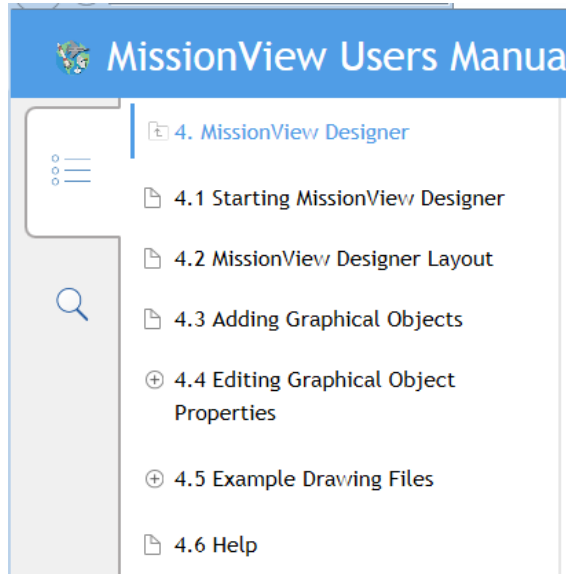 MissionView Users Manua
4. MissionView Designer
4.1 Starting MissionView Designer
4.2 MissionView Designer Layout
4.3 Adding Graphical Objects
4.4 Editing Graphical Object
Properties
4.5 Example Drawing Files
4.6 Help